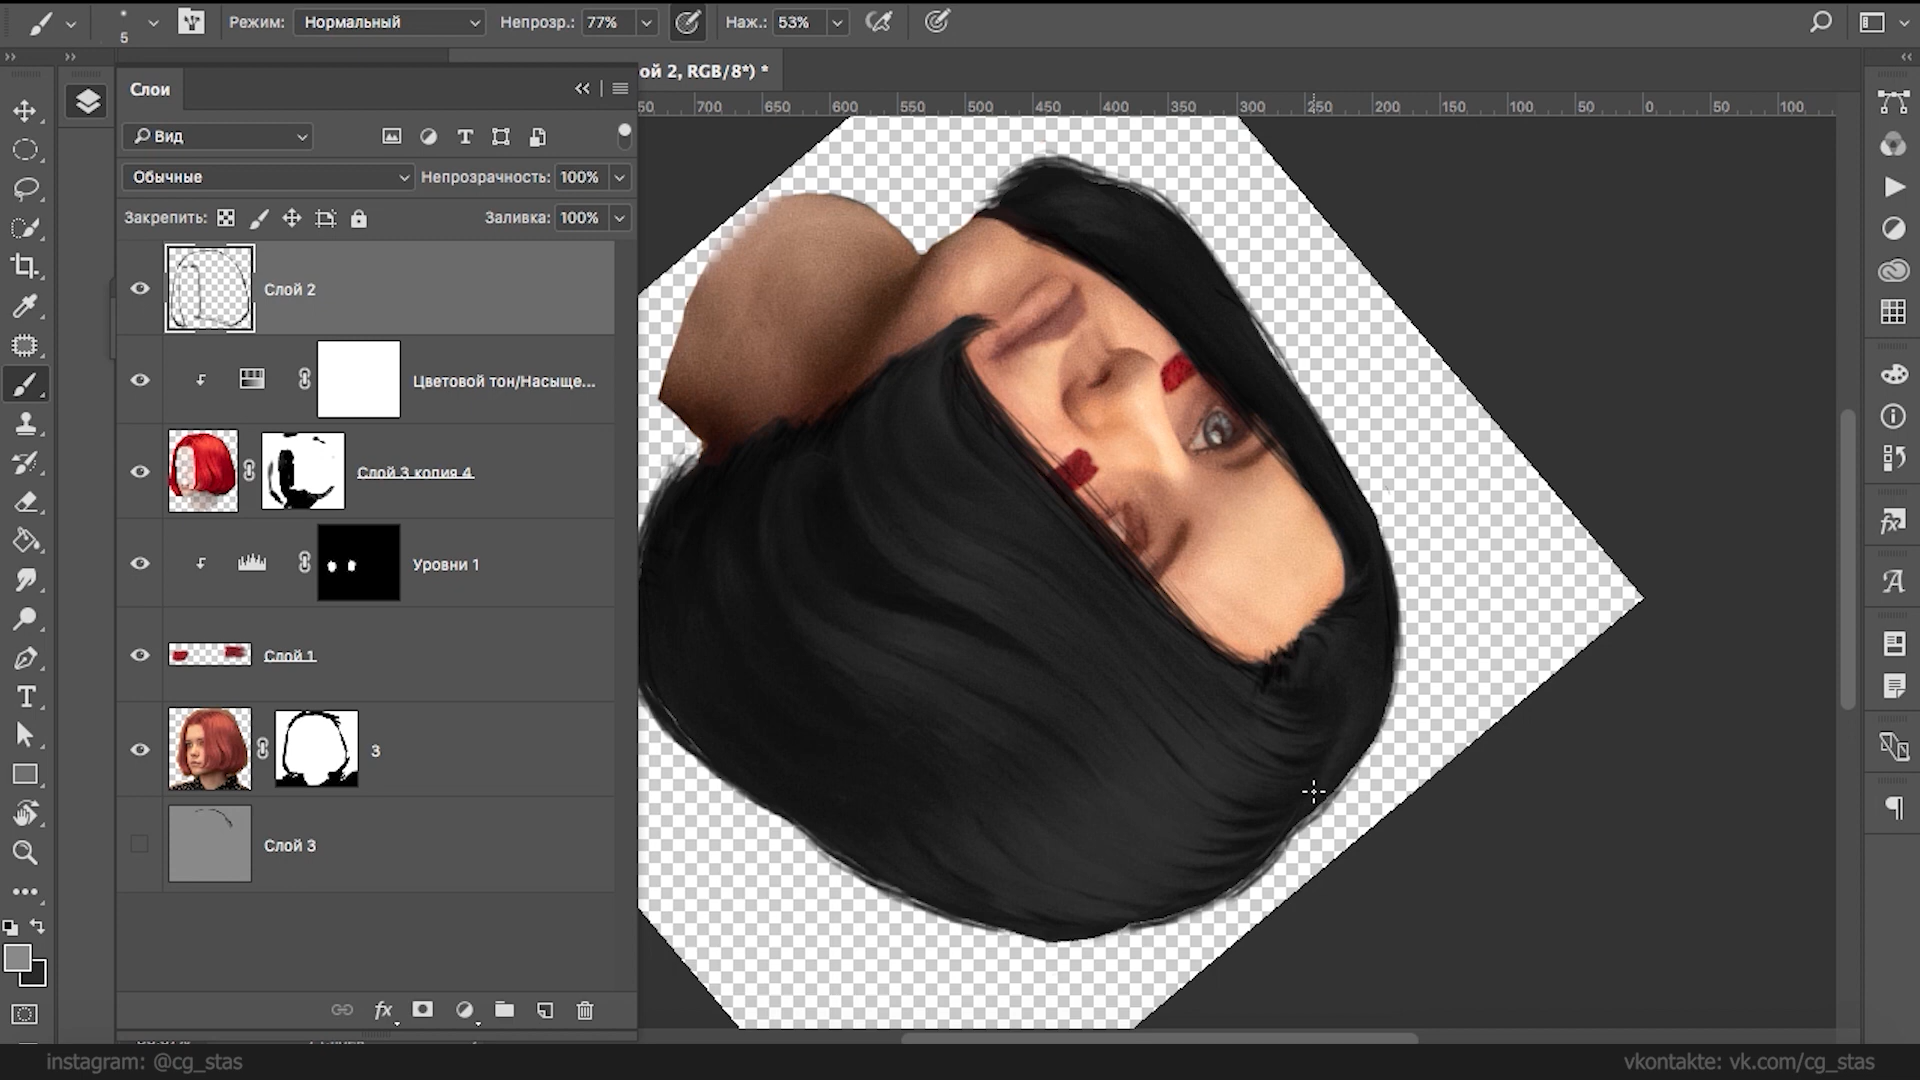 Режим: Нормальный Непрозр.: 77% Наж.: 53%
5
ой 2, RGB/8*) *
Слои
50 700 650 600 550 500 450 400 350 300 250 200 150 100 50 0 50 100
Вид
Обычные Непрозрачность: 100%
Закрепить: Заливка: 100%
Слой 2
Цветовой тон/Насыще...
Слой 3 копия 4
Уровни 1
Слой 1
3
Слой 3
fx
instagram: @cg_stas
vkontakte: vk.com/cg_stas